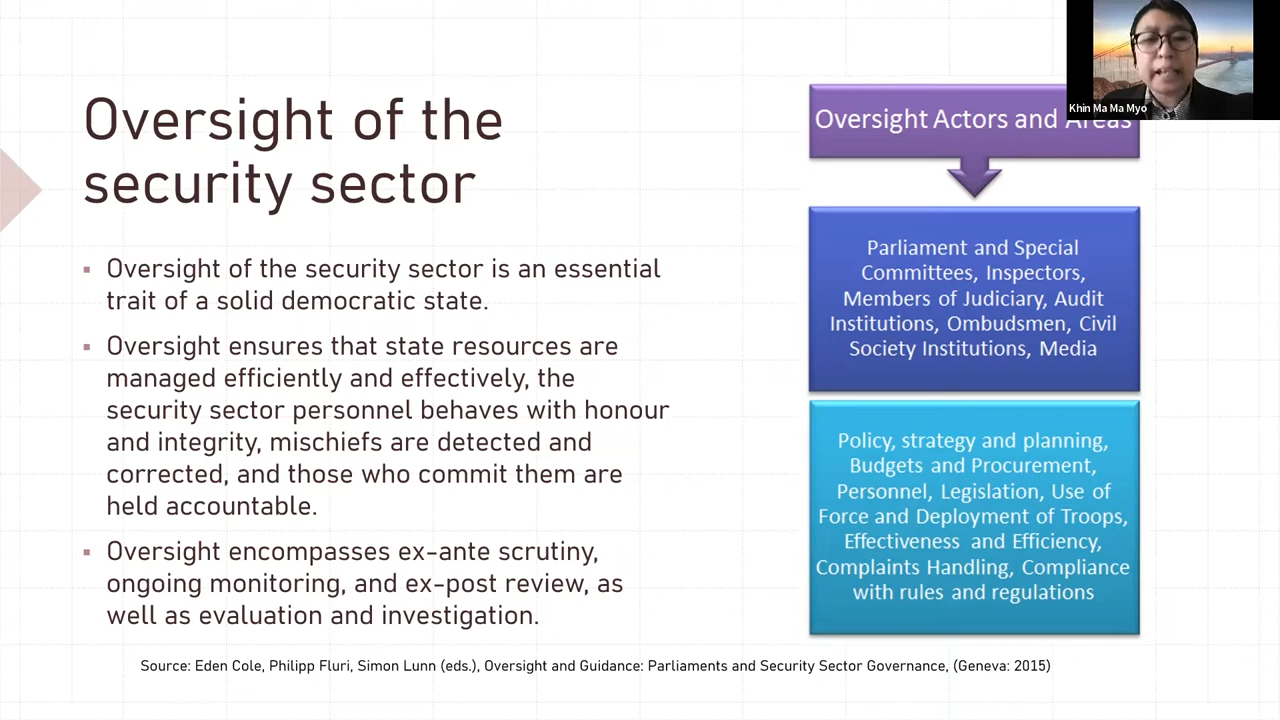 Oversight of the
security sector
▪ Oversight of the security sector is an essential
trait of a solid democratic state.
▪ Oversight ensures that state resources are
managed efficiently and effectively, the
security sector personnel behaves with honour
and integrity, mischiefs are detected and
corrected, and those who commit them are
held accountable.
▪ Oversight encompasses ex-ante scrutiny,
ongoing monitoring, and ex-post review, as
well as evaluation and investigation.
Khin Ma Ma Myo
Oversight Actors and Areas
Parliament and Special
Committees, Inspectors,
Members of Judiciary, Audit
Institutions, Ombudsmen, Civil
Society Institutions, Media
Policy, strategy and planning,
Budgets and Procurement,
Personnel, Legislation, Use of
Force and Deployment of Troops,
Effectiveness and Efficiency,
Complaints Handling, Compliance
with rules and regulations
Source: Eden Cole, Philipp Fluri, Simon Lunn (eds.), Oversight and Guidance: Parliaments and Security Sector Governance, (Geneva: 2015)